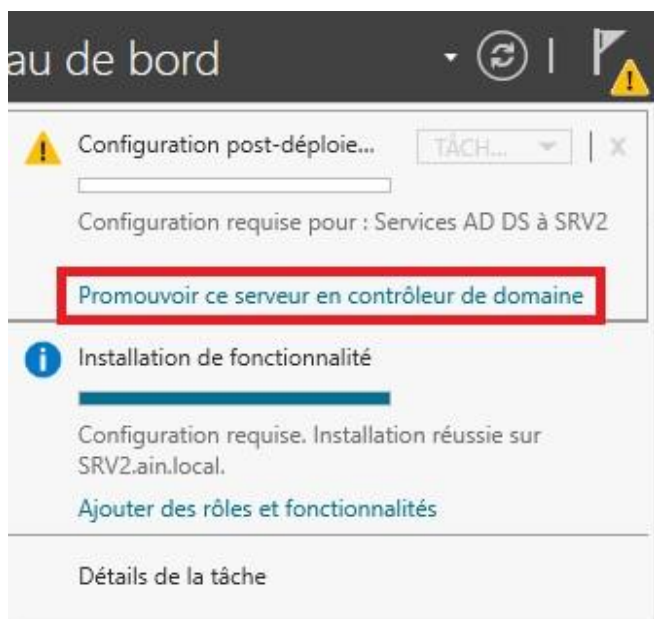 au de bord
Configuration post-déploie...
TÂCH...
Configuration requise pour : Services AD DS à SRV2
Promouvoir ce serveur en contrôleur de domaine
Installation de fonctionnalité
Configuration requise. Installation réussie sur
SRV2.ain.local.
Ajouter des rôles et fonctionnalités
Détails de la tâche